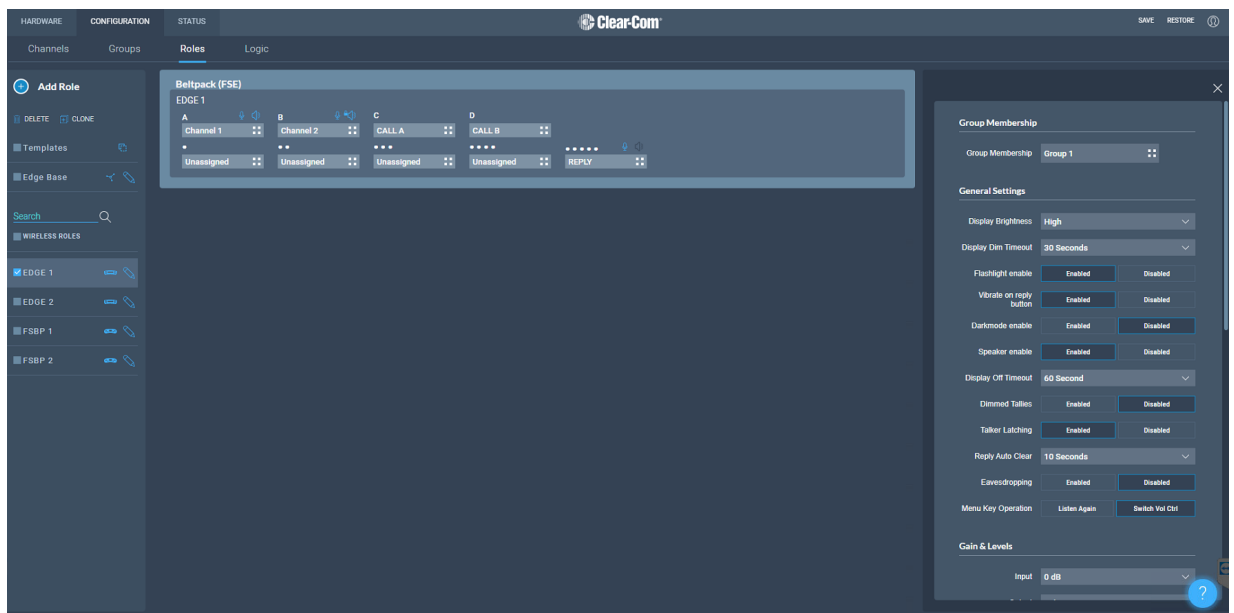 HARDWARE CONFIGURATION STATUS Clear-Com SAVE RESTORE
Channels Groups Roles Logic
Add Role
DELETE CLONE
Templates
Edge Base
Search
WIRELESS ROLES
EDGE 1
EDGE 2
FSBP 1
FSBP 2
Beltpack (FSE)
EDGE 1
A B C D
Channel 1 Channel 2 CALL A CALL B
Unassigned Unassigned Unassigned Unassigned REPLY
Group Membership
Group Membership Group 1
General Settings
Display Brightness High
Display Dim Timeout 30 Seconds
Flashlight enable Enabled Disabled
Vibrate on reply
button Enabled Disabled
Darkmode enable Enabled Disabled
Speaker enable Enabled Disabled
Display Off Timeout 60 Second
Dimmed Tallies Enabled Disabled
Talker Latching Enabled Disabled
Reply Auto Clear 10 Seconds
Eavesdropping Enabled Disabled
Menu Key Operation Listen Again Switch Vol Ctrl
Gain & Levels
Input 0 dB
?